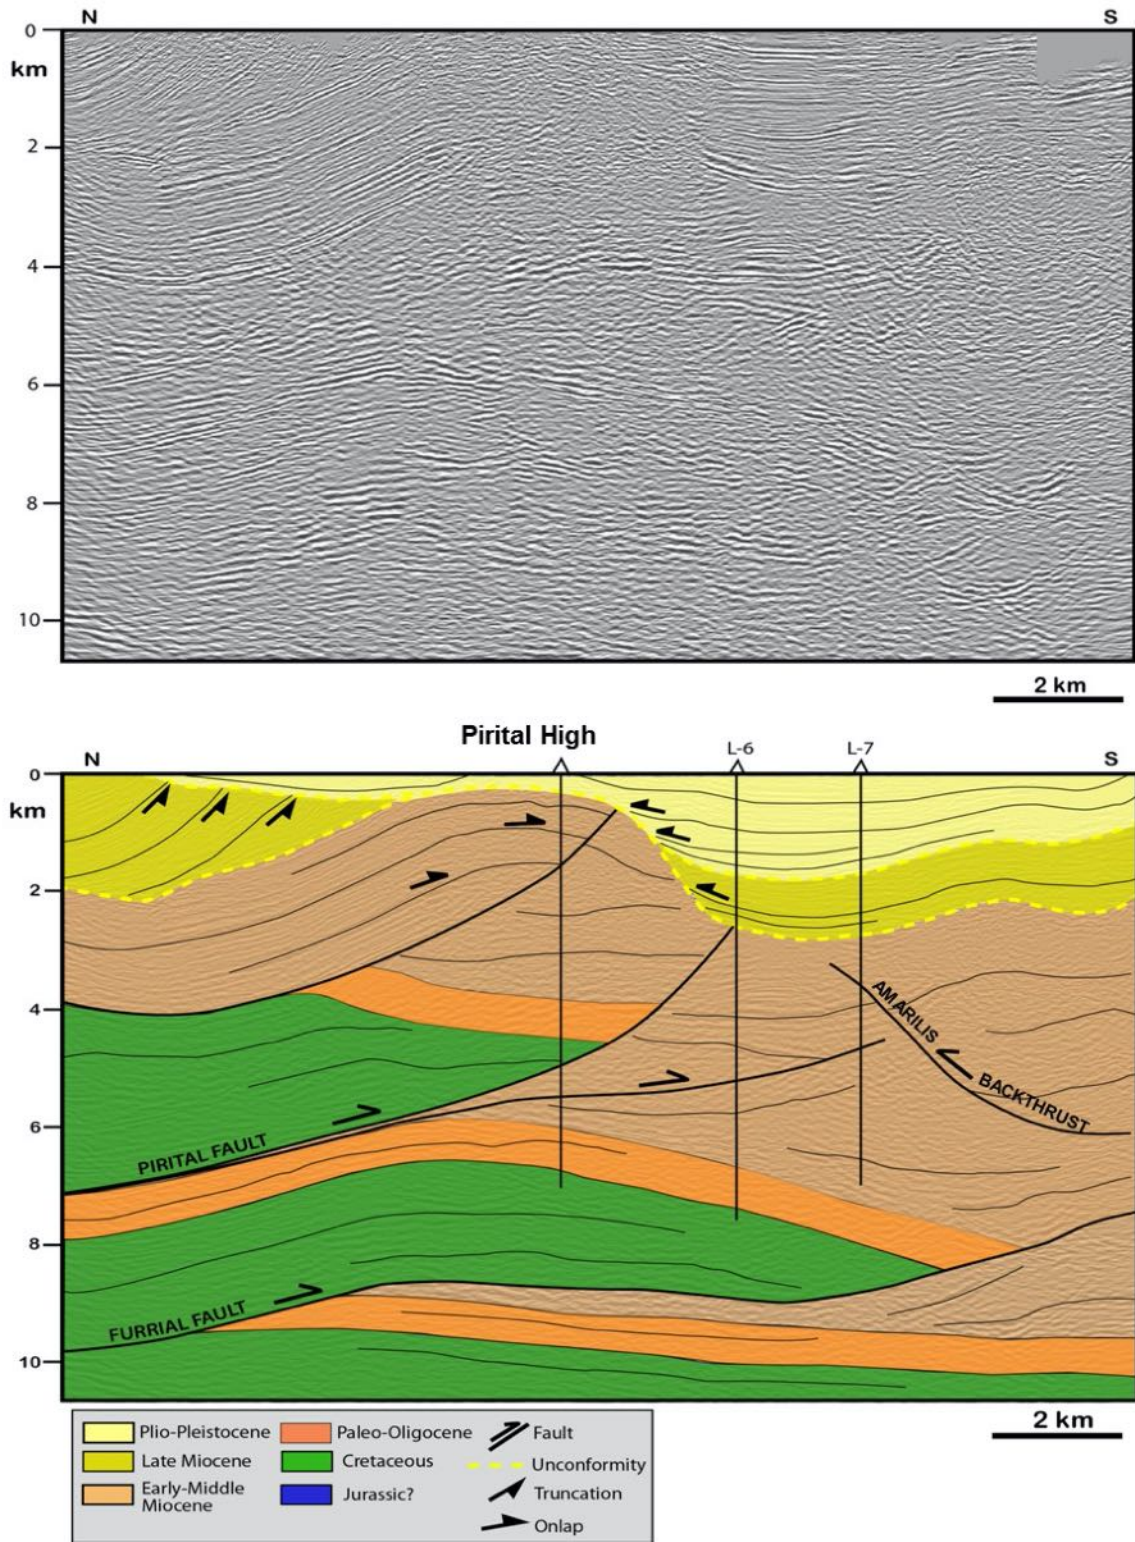 N S
0
km
2
4
6
8
10
2 km
Pirital High
N L-6 L-7 S
0
km
2
4
6
8
10
AMARILIS
BACKTHRUST
PIRITAL FAULT
FURRIAL FAULT
2 km
Plio-Pleistocene Paleo-Oligocene Fault
Late Miocene Cretaceous Unconformity
Early-Middle
Miocene Jurassic? Truncation
Onlap